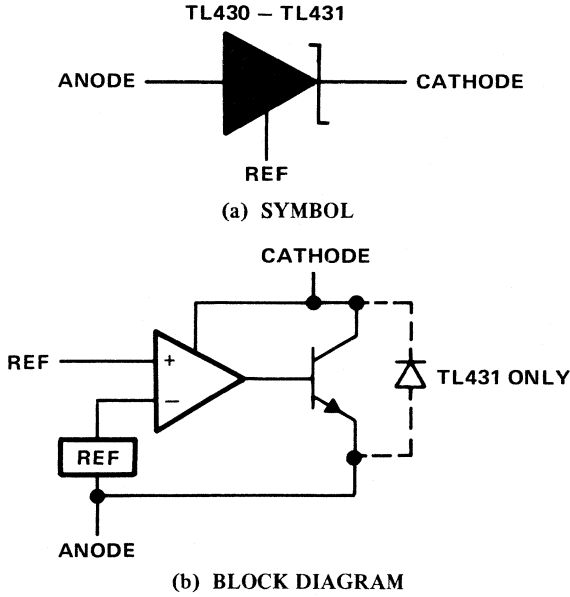 TL430 – TL431
ANODE
CATHODE
REF
(a) SYMBOL
CATHODE
REF
+
−
TL431 ONLY
REF
ANODE
(b) BLOCK DIAGRAM